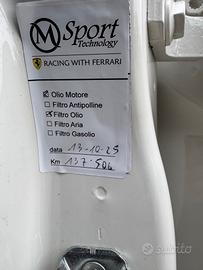 M Sport
Technology
RACING WITH FERRARI
Olio Motore
Filtro Antipolline
Filtro Olio
Filtro Aria
Filtro Gasolio
data 13-10-25
Km 137.506
subito